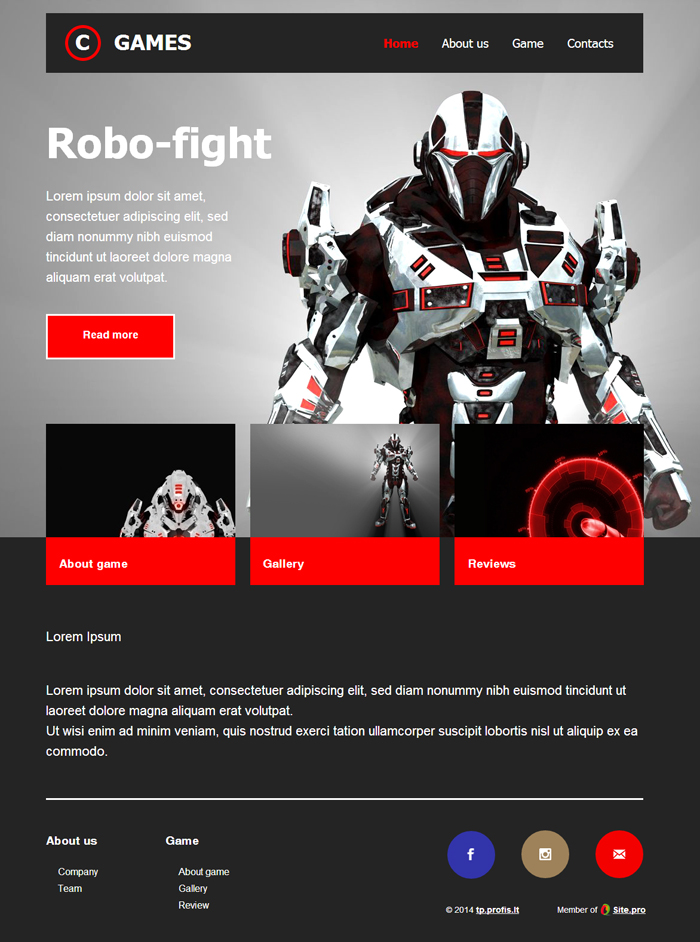 C GAMES
Home About us Game Contacts
Robo-fight
Lorem ipsum dolor sit amet,
consectetuer adipiscing elit, sed
diam nonummy nibh euismod
tincidunt ut laoreet dolore magna
aliquam erat volutpat.
Read more
About game
Gallery
Reviews
Lorem Ipsum
Lorem ipsum dolor sit amet, consectetuer adipiscing elit, sed diam nonummy nibh euismod tincidunt ut
laoreet dolore magna aliquam erat volutpat.
Ut wisi enim ad minim veniam, quis nostrud exerci tation ullamcorper suscipit lobortis nisl ut aliquip ex ea
commodo.
About us
Company
Team
Game
About game
Gallery
Review
f
© 2014 tp.profis.lt
Member of Site.pro